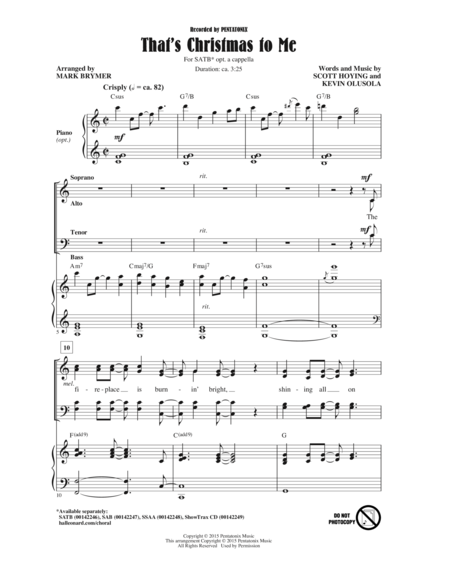 Recorded by PENTATONIX
That's Christmas to Me
For SATB* opt. a cappella
Duration: ca. 3:25
Arranged by
MARK BRYMER
Words and Music by
SCOTT HOYING and
KEVIN OLUSOLA
Crisply (♩ = ca. 82)
Csus G7/B Csus G7/B
Piano
(opt.)
mf
Soprano
rit.
mf
Alto
The
Tenor
rit.
mf
Bass
Am7 Cmaj7/G Fmaj7 G7sus
rit.
5
10
mel.
fire - place is burn - in' bright, shin - ing all on
F(add9) C(add9) G
10
*Available separately:
SATB (00142246), SAB (00142247), SSAA (00142248), ShowTrax CD (00142249)
halleonard.com/choral
DO NOT
PHOTOCOPY
Copyright © 2015 Pentatonix Music
This arrangement Copyright © 2015 Pentatonix Music
All Rights Reserved Used by Permission